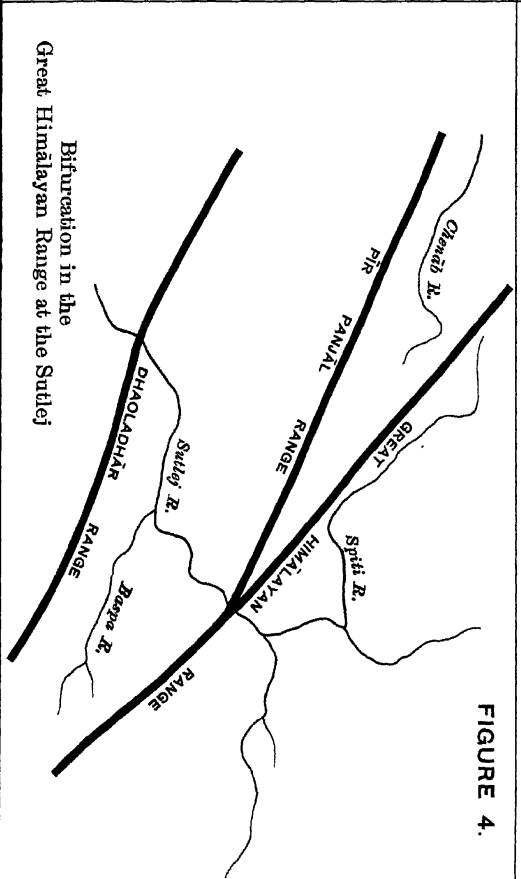 FIGURE 4.
Chenāb R.
PĪR PANJĀL RANGE
GREAT HIMĀLAYAN RANGE
Spiti R.
Sutlej R.
DHAOLADHĀR RANGE
Baspa R.
Bifurcation in the
Great Himālayan Range at the Sutlej